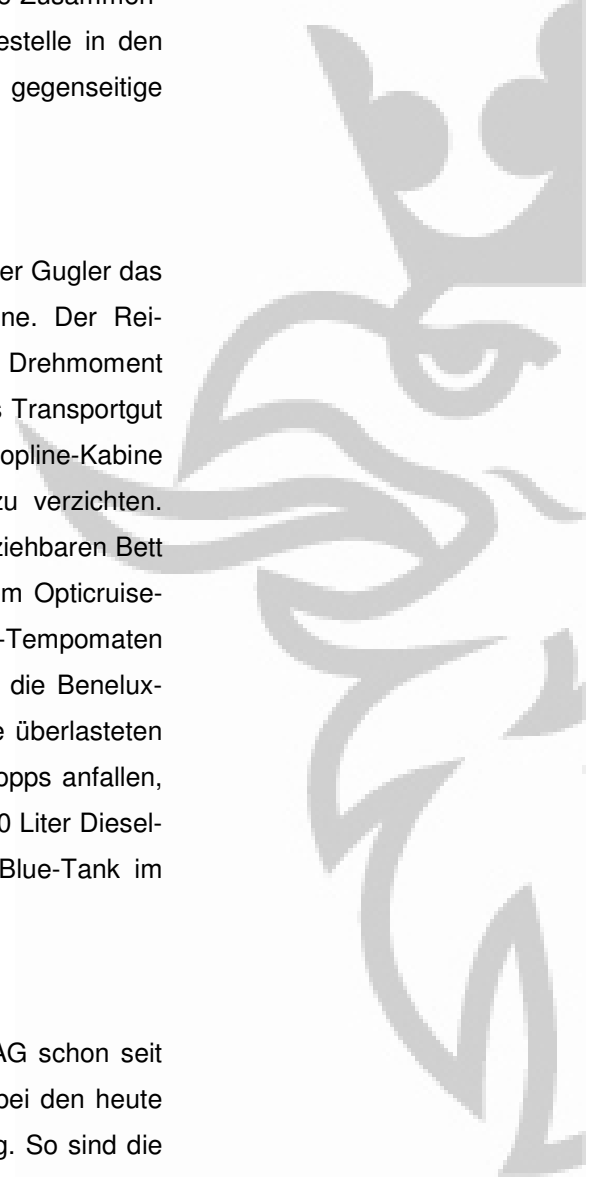 Zusammen-
estelle in den
gegenseitige
er Gugler das
ne. Der Rei-
Drehmoment
s Transportgut
opline-Kabine
zu verzichten.
ziehbaren Bett
m Opticruise-
-Tempomaten
die Benelux-
e überlasteten
opps anfallen,
0 Liter Diesel-
Blue-Tank im
AG schon seit
bei den heute
g. So sind die